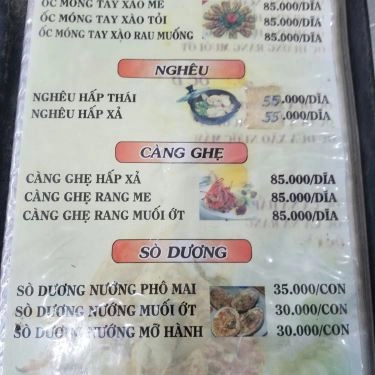 ỐC MÓNG TAY XÀO ME 85.000/DĨA
ỐC MÓNG TAY XÀO TỎI 85.000/DĨA
ỐC MÓNG TAY XÀO RAU MUỐNG 85.000/DĨA
NGHÊU
NGHÊU HẤP THÁI 55.000/DĨA
NGHÊU HẤP XẢ 55.000/DĨA
CÀNG GHẸ
CÀNG GHẸ HẤP XẢ 85.000/DĨA
CÀNG GHẸ RANG ME 85.000/DĨA
CÀNG GHẸ RANG MUỐI ỚT 85.000/DĨA
SÒ DƯƠNG
SÒ DƯƠNG NƯỚNG PHÔ MAI 35.000/CON
SÒ DƯƠNG NƯỚNG MUỐI ỚT 30.000/CON
SÒ DƯƠNG NƯỚNG MỠ HÀNH 30.000/CON